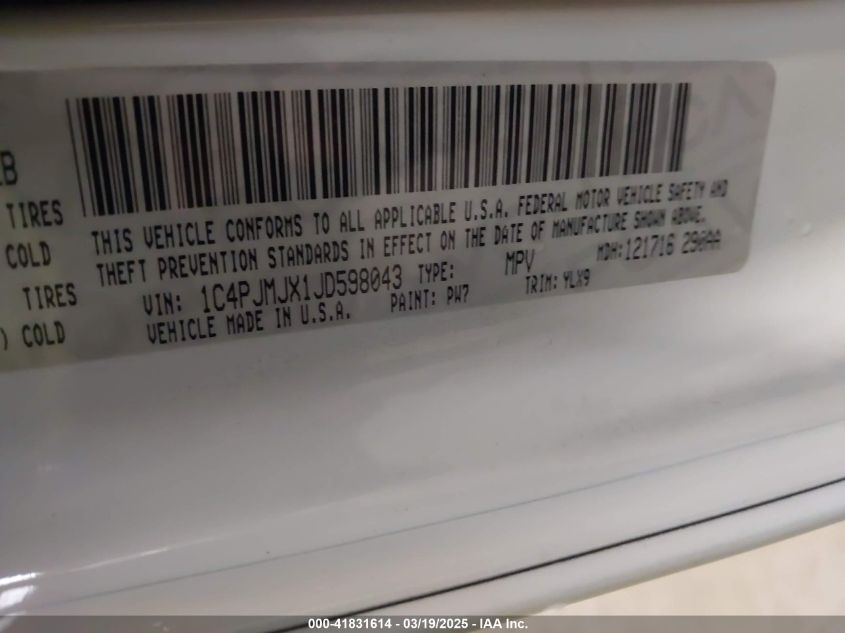 B
TIRES
COLD
TIRES
) COLD
THIS VEHICLE CONFORMS TO ALL APPLICABLE U.S.A. FEDERAL MOTOR VEHICLE SAFETY AND
THEFT PREVENTION STANDARDS IN EFFECT ON THE DATE OF MANUFACTURE SHOWN ABOVE.
VIN: 1C4PJMJX1JD598043 TYPE: MPV MDH:121716 290AA
VEHICLE MADE IN U.S.A. PAINT: PW7 TRIM: YLX9
000-41831614 - 03/19/2025 - IAA Inc.